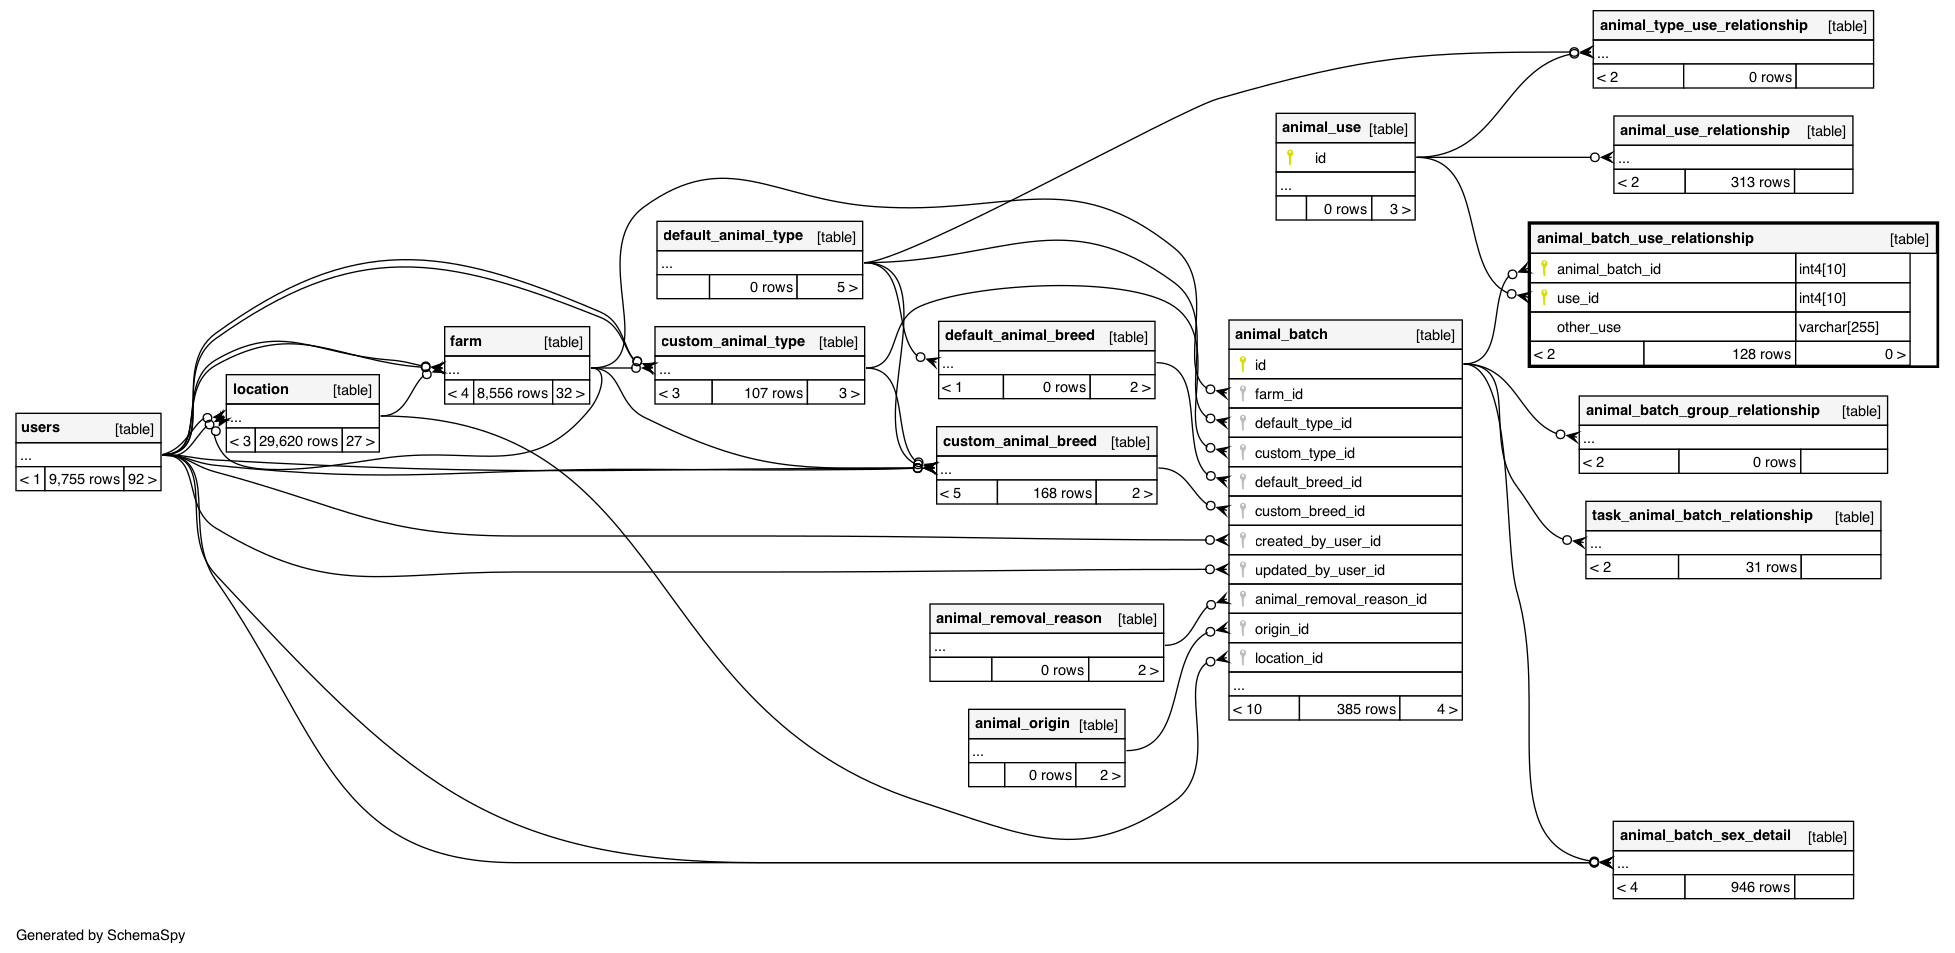 animal_type_use_relationship [table]
...
< 2 0 rows
animal_use [table]
id
...
0 rows 3 >
animal_use_relationship [table]
...
< 2 313 rows
default_animal_type [table]
...
0 rows 5 >
animal_batch_use_relationship [table]
animal_batch_id int4[10]
use_id int4[10]
other_use varchar[255]
< 2 128 rows 0 >
farm [table]
...
< 4 8,556 rows 32 >
custom_animal_type [table]
...
< 3 107 rows 3 >
default_animal_breed [table]
...
< 1 0 rows 2 >
animal_batch [table]
id
farm_id
default_type_id
custom_type_id
default_breed_id
custom_breed_id
created_by_user_id
updated_by_user_id
animal_removal_reason_id
origin_id
location_id
...
< 10 385 rows 4 >
location [table]
...
< 3 29,620 rows 27 >
users [table]
...
< 1 9,755 rows 92 >
custom_animal_breed [table]
...
< 5 168 rows 2 >
animal_batch_group_relationship [table]
...
< 2 0 rows
task_animal_batch_relationship [table]
...
< 2 31 rows
animal_removal_reason [table]
...
0 rows 2 >
animal_origin [table]
...
0 rows 2 >
animal_batch_sex_detail [table]
...
< 4 946 rows
Generated by SchemaSpy